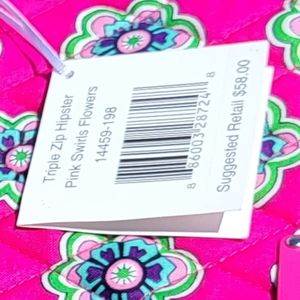 Triple Zip Hipster
Pink Swirls Flowers
14459-198
8 86003 28724 8
Suggested Retail $58.00